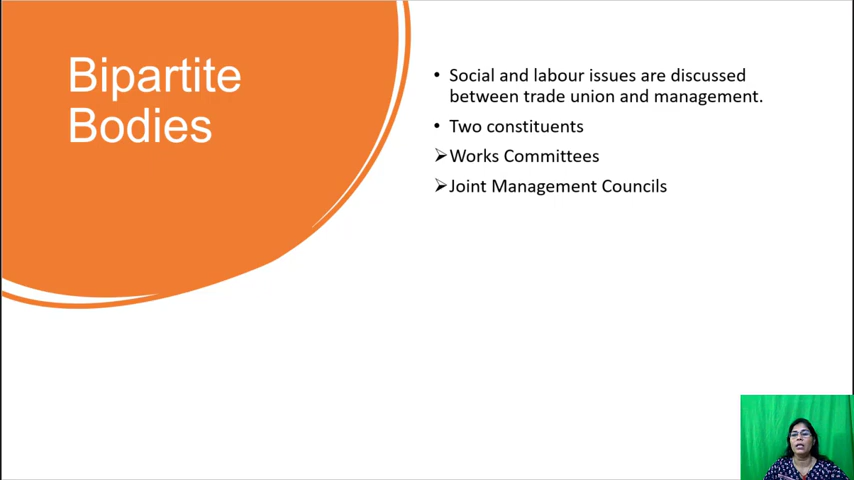 Bipartite
Bodies
• Social and labour issues are discussed
between trade union and management.
• Two constituents
➢Works Committees
➢Joint Management Councils